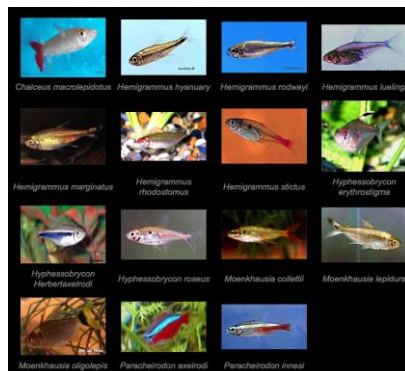 Chalceus macrolepidotus
Hemigrammus hyanuary
Hemigrammus rodwayi
Hemigrammus lueling
Hemigrammus marginatus
Hemigrammus
rhodostomus
Hemigrammus stictus
Hyphessobrycon
erythrostigma
Hyphessobrycon
Herbertaxelrodi
Hyphessobrycon roseus
Moenkhausia collettii
Moenkhausia lepidura
Moenkhausia oligolepis
Paracheirodon axelrodi
Paracheirodon innesi